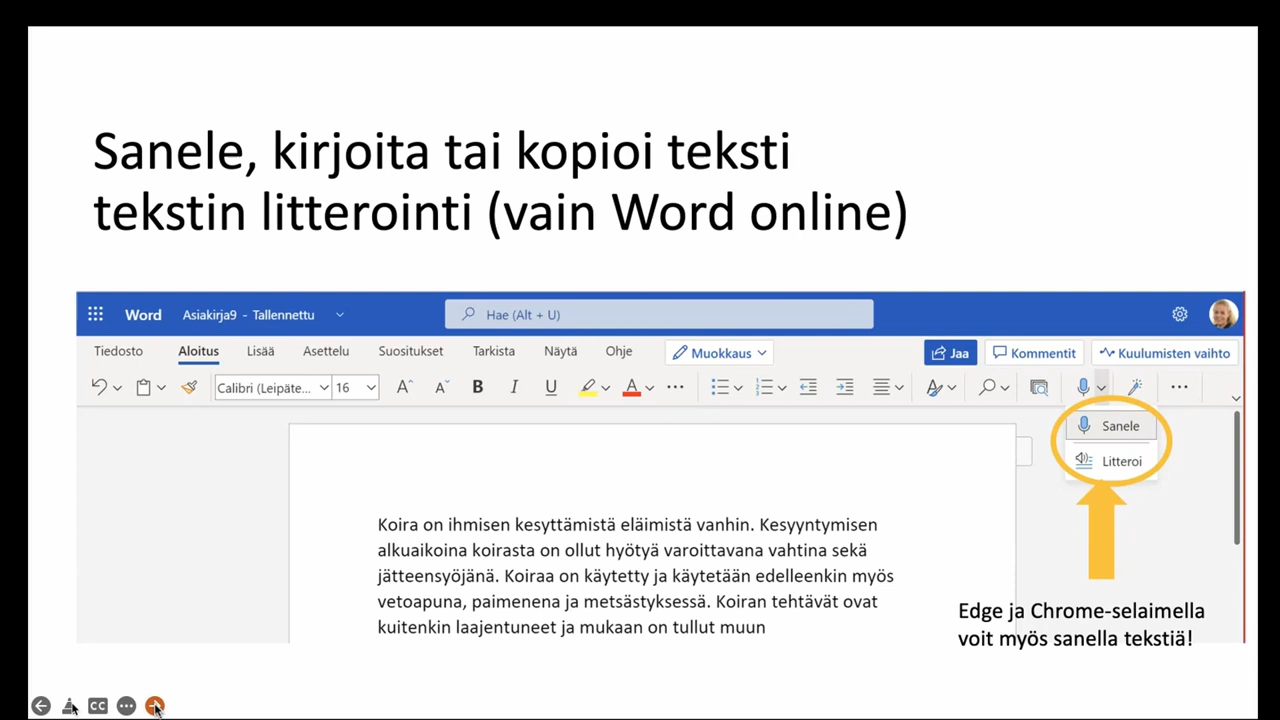 Sanele, kirjoita tai kopioi teksti
tekstin litterointi (vain Word online)
Word Asiakirja9 - Tallennettu Hae (Alt + U)
Tiedosto Aloitus Lisää Asettelu Suositukset Tarkista Näytä Ohje Muokkaus Jaa Kommentit Kuulumisten vaihto
Calibri (Leipäte... 16 A A B I U A ...
Sanele
Litteroi
Koira on ihmisen kesyttämistä eläimistä vanhin. Kesyyntymisen
alkuaikoina koirasta on ollut hyötyä varoittavana vahtina sekä
jätteensyöjänä. Koiraa on käytetty ja käytetään edelleenkin myös
vetoapuna, paimenena ja metsästyksessä. Koiran tehtävät ovat
kuitenkin laajentuneet ja mukaan on tullut muun
Edge ja Chrome-selaimella
voit myös sanella tekstiä!
CC